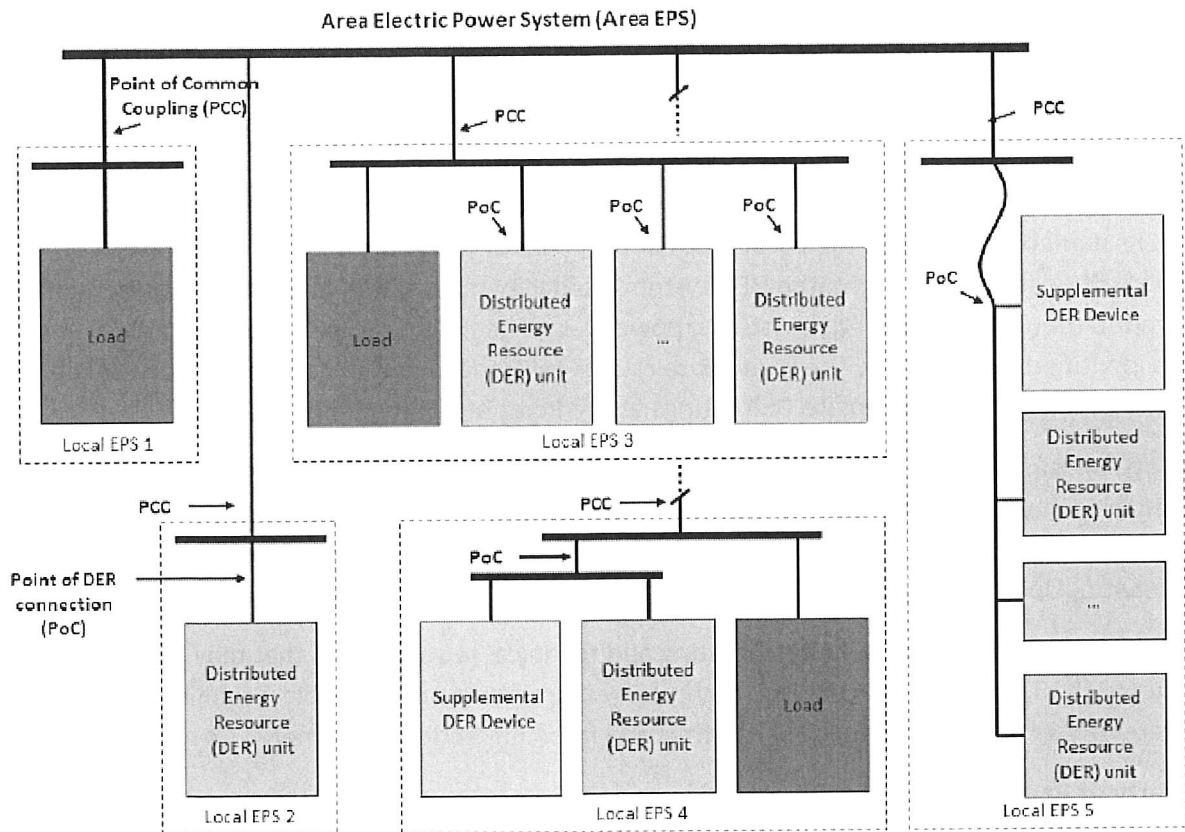 Area Electric Power System (Area EPS)
Point of Common
Coupling (PCC)
PCC
PCC
PoC
PoC
PoC
Load
Load
Distributed
Energy
Resource
(DER) unit
...
Distributed
Energy
Resource
(DER) unit
Local EPS 1
Local EPS 3
PoC
Supplemental
DER Device
Distributed
Energy
Resource
(DER) unit
...
Distributed
Energy
Resource
(DER) unit
Local EPS 5
PCC
Point of DER
connection
(PoC)
Distributed
Energy
Resource
(DER) unit
Local EPS 2
PCC
PoC
Supplemental
DER Device
Distributed
Energy
Resource
(DER) unit
Load
Local EPS 4